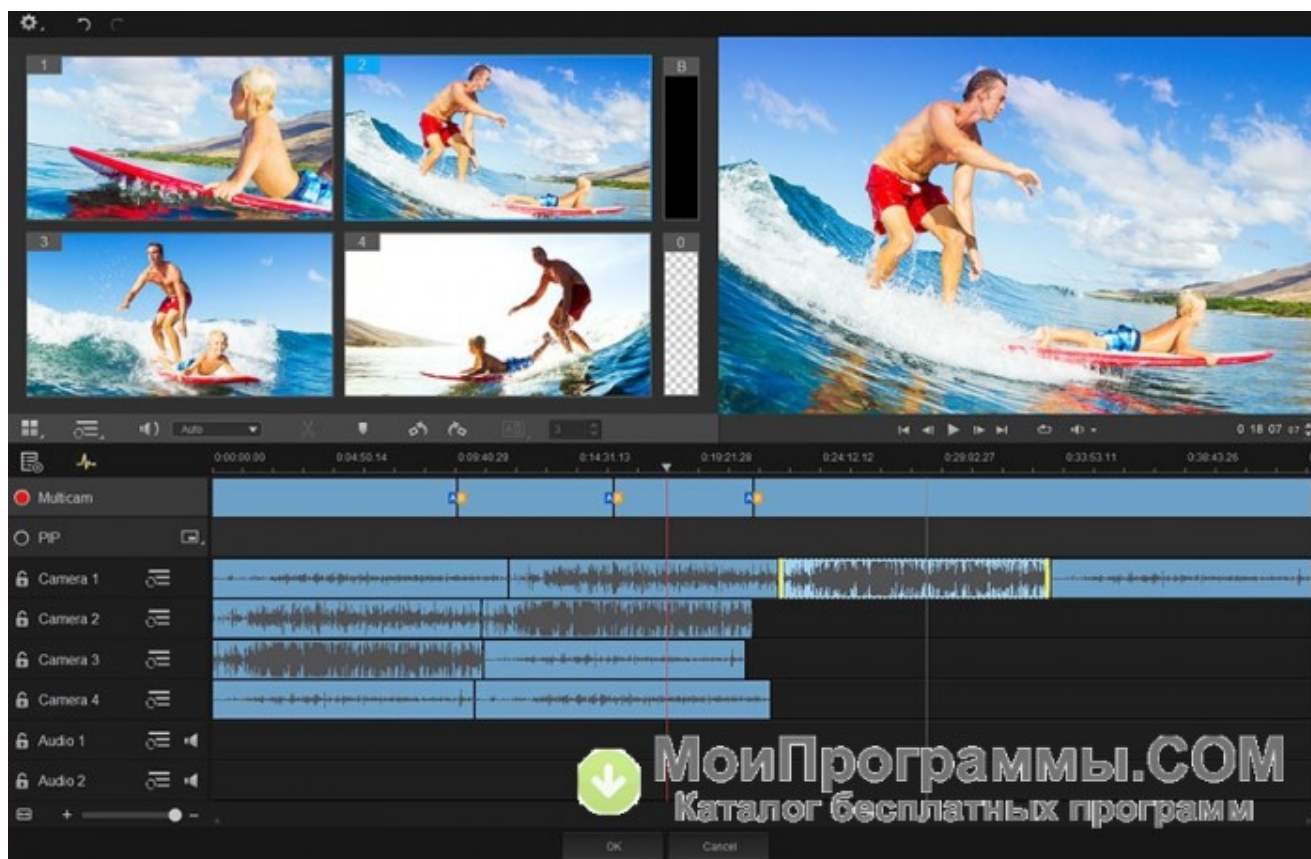 1
2
B
3
4
0
Auto
3
0 18 07 07
0:00:00.00 0:04:50.14 0:09:40.29 0:14:31.13 0:19:21.28 0:24:12.12 0:29:02.27 0:33:53.11 0:38:43.26
Multicam
PIP
Camera 1
Camera 2
Camera 3
Camera 4
Audio 1
Audio 2
МоиПрограммы.COM
Каталог бесплатных программ
OK Cancel